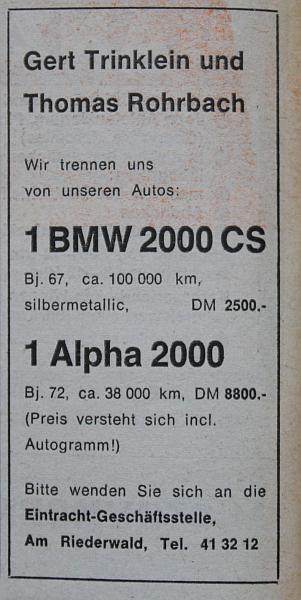 Gert Trinklein und
Thomas Rohrbach
Wir trennen uns
von unseren Autos:
1 BMW 2000 CS
Bj. 67, ca. 100 000 km,
silbermetallic, DM 2500.-
1 Alpha 2000
Bj. 72, ca. 38 000 km, DM 8800.-
(Preis versteht sich incl.
Autogramm!)
Bitte wenden Sie sich an die
Eintracht-Geschäftsstelle,
Am Riederwald, Tel. 41 32 12